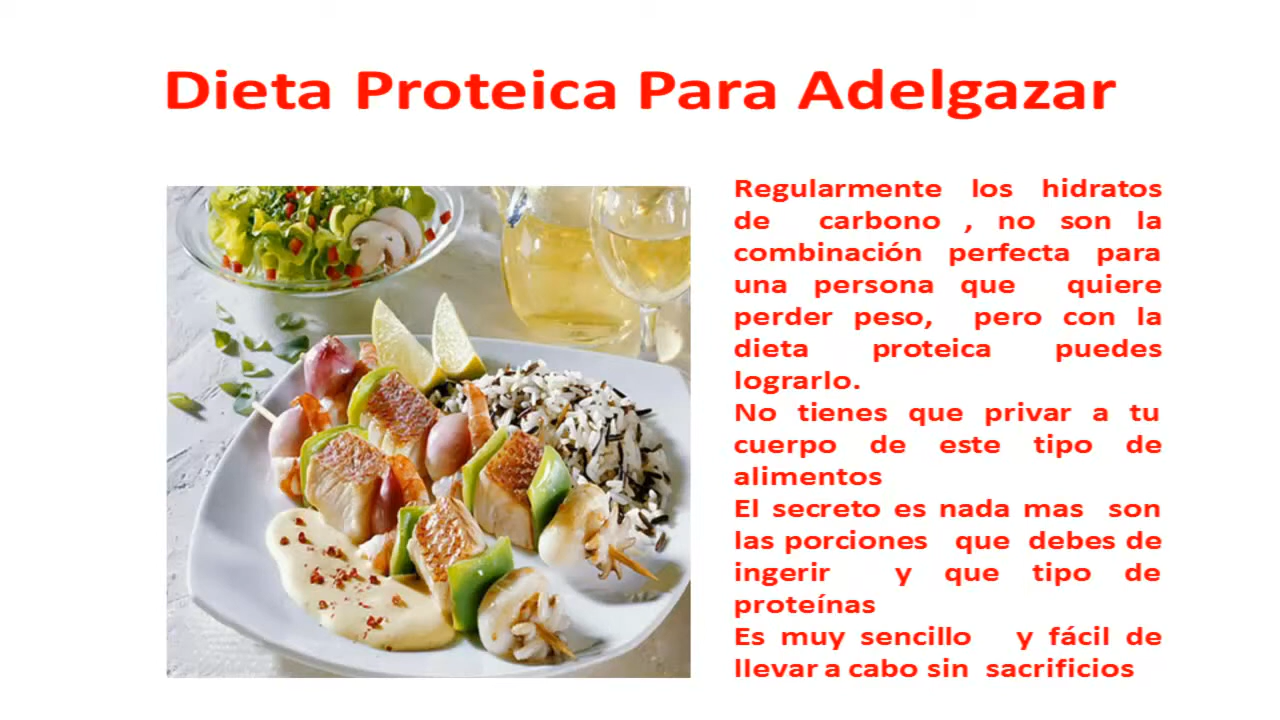 Dieta Proteica Para Adelgazar
Regularmente los hidratos
de carbono , no son la
combinación perfecta para
una persona que quiere
perder peso, pero con la
dieta proteica puedes
lograrlo.
No tienes que privar a tu
cuerpo de este tipo de
alimentos
El secreto es nada mas son
las porciones que debes de
ingerir y que tipo de
proteínas
Es muy sencillo y fácil de
llevar a cabo sin sacrificios